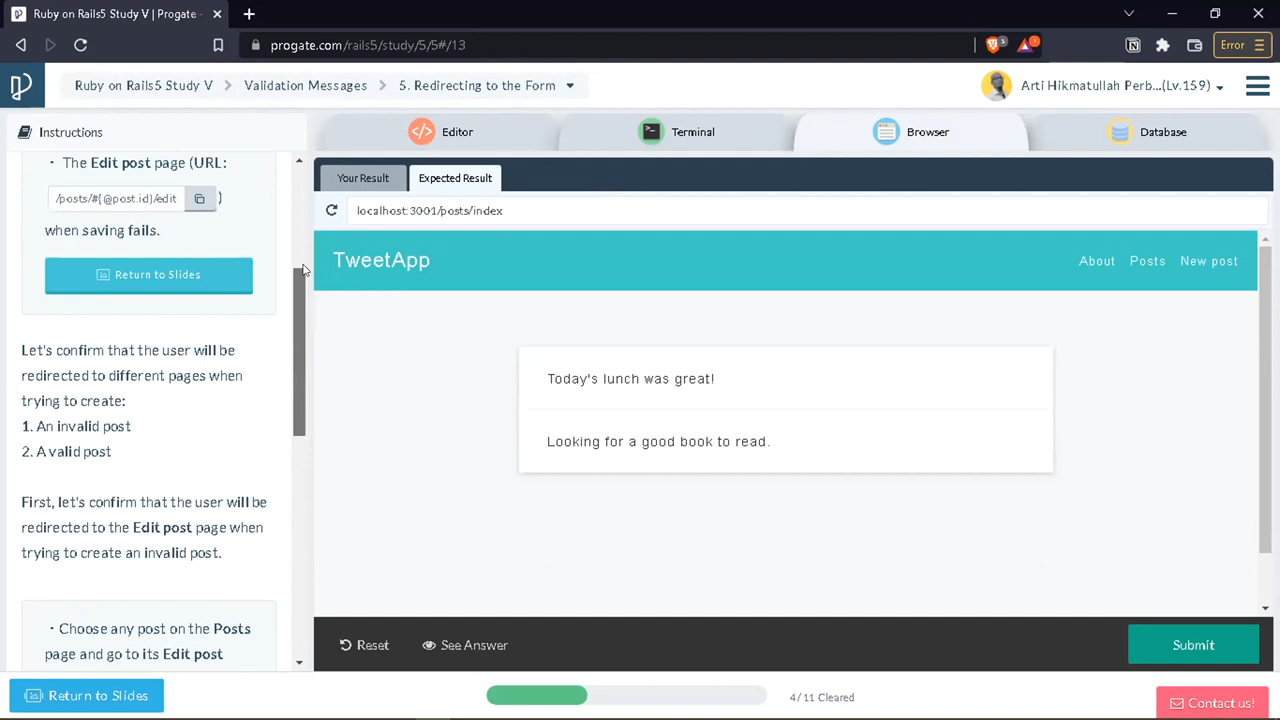 Ruby on Rails5 Study V | Progate -
progate.com/rails5/study/5/5#/13
Error
Ruby on Rails5 Study V
Validation Messages
5. Redirecting to the Form
Arti Hikmatullah Perb...(Lv.159)
Instructions
Editor
Terminal
Browser
Database
・The Edit post page (URL:
/posts/#{@post.id}/edit )
when saving fails.
Return to Slides
Let's confirm that the user will be
redirected to different pages when
trying to create:
1. An invalid post
2. A valid post
First, let's confirm that the user will be
redirected to the Edit post page when
trying to create an invalid post.
・Choose any post on the Posts
page and go to its Edit post
Your Result
Expected Result
localhost:3001/posts/index
TweetApp
About Posts New post
Today's lunch was great!
Looking for a good book to read.
Reset
See Answer
Submit
Return to Slides
4/11 Cleared
Contact us!